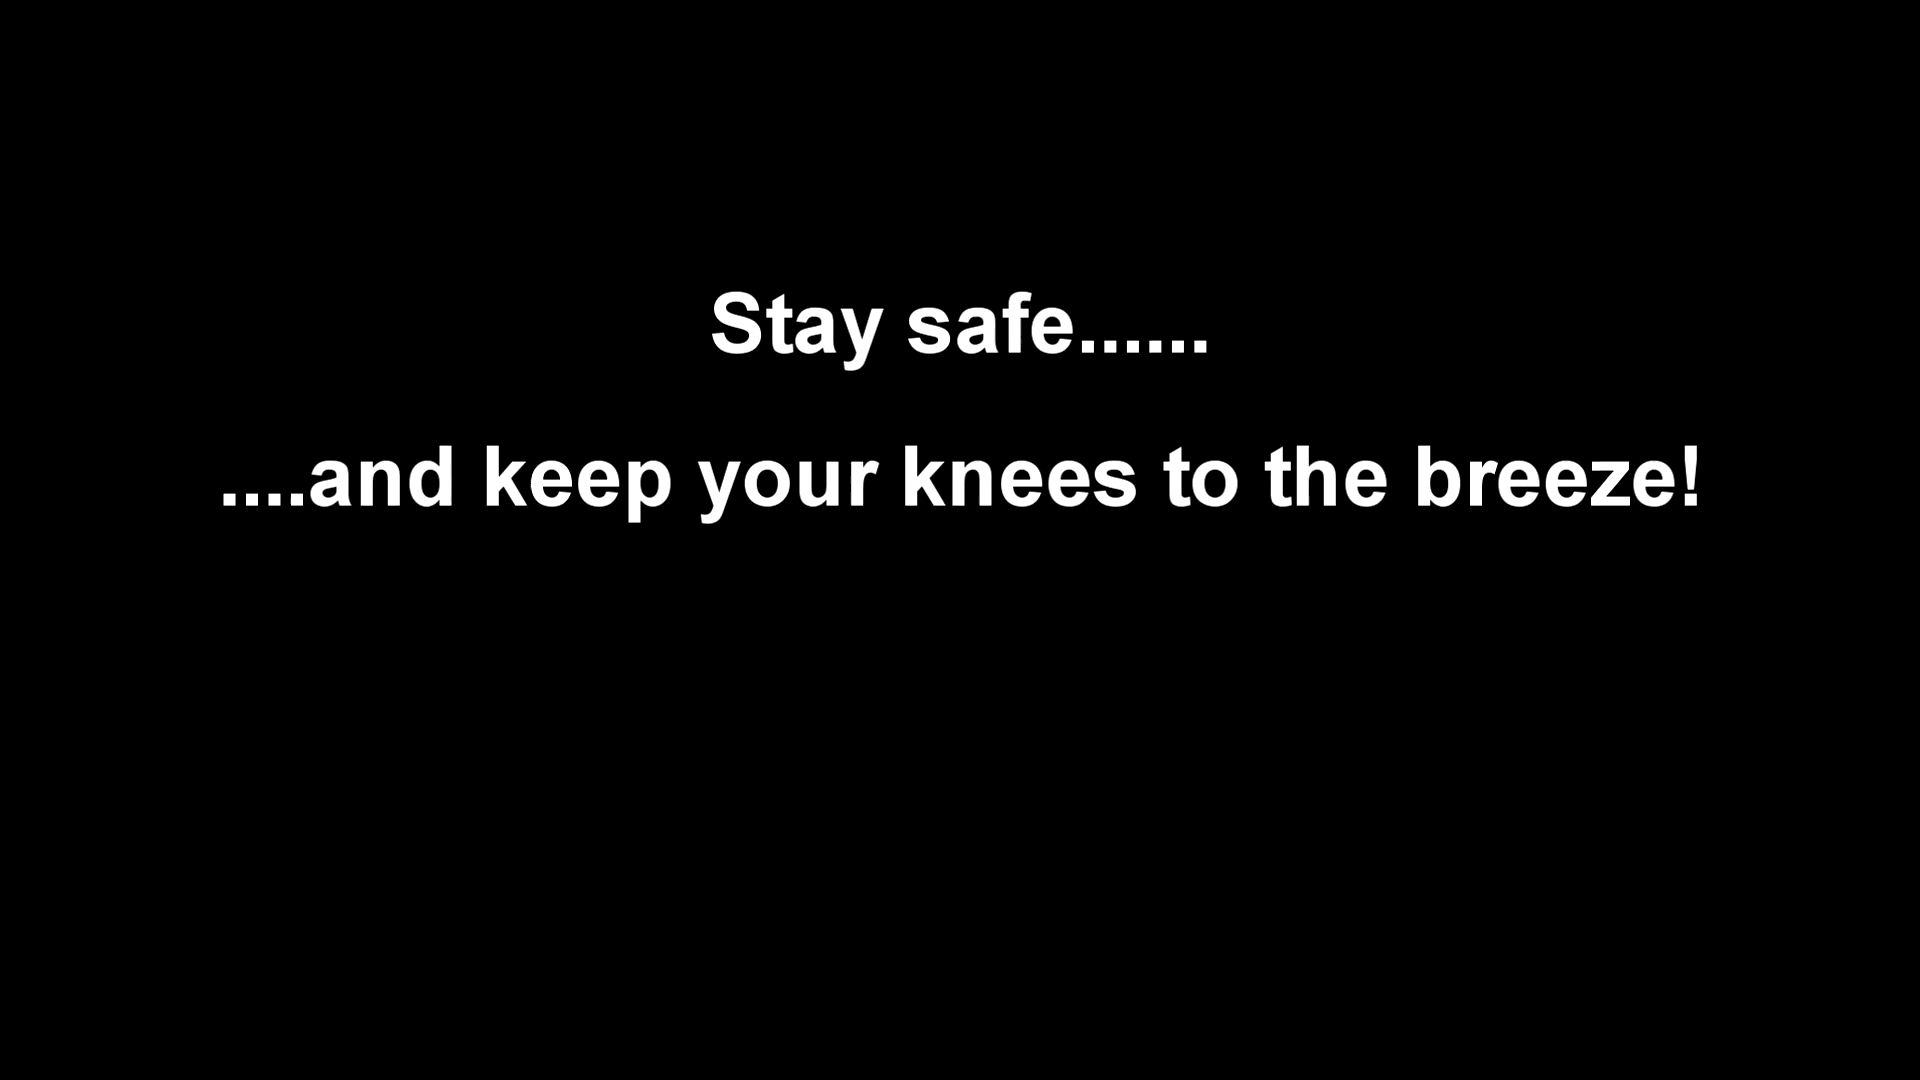 Stay safe......
....and keep your knees to the breeze!